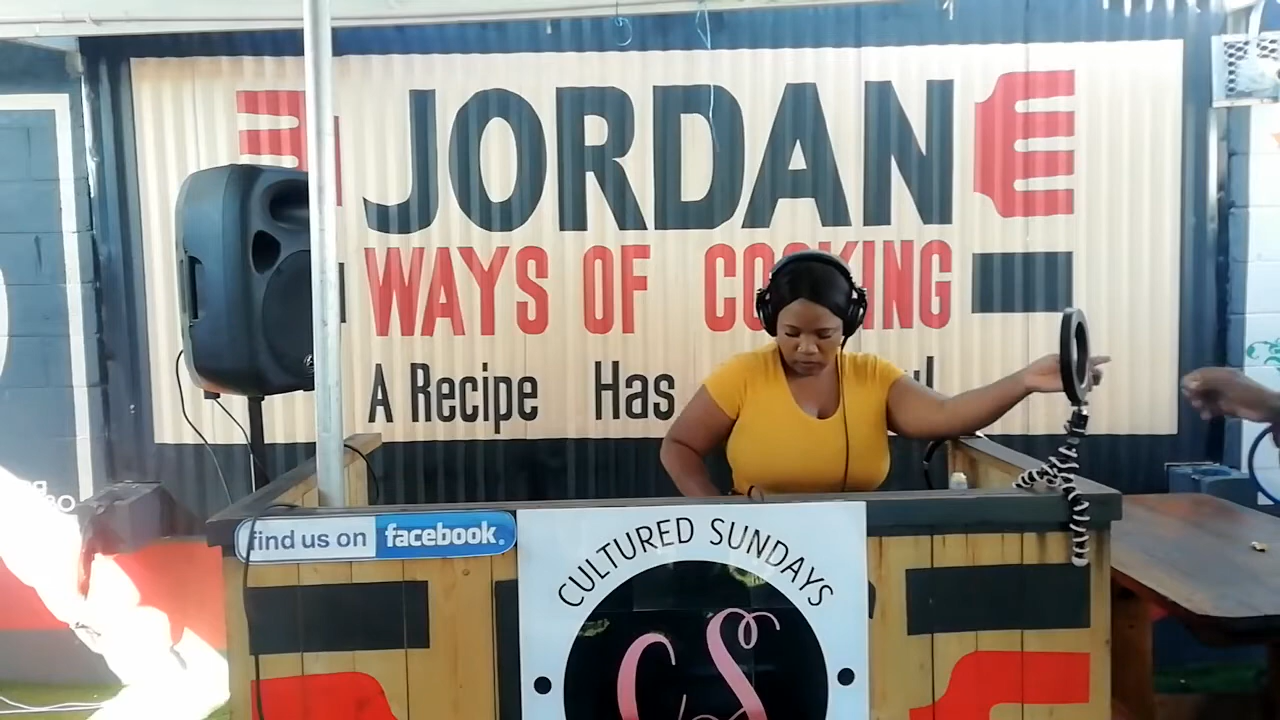 JORDAN
WAYS OF COOKING
A Recipe Has
find us on facebook.
CULTURED SUNDAYS
CS